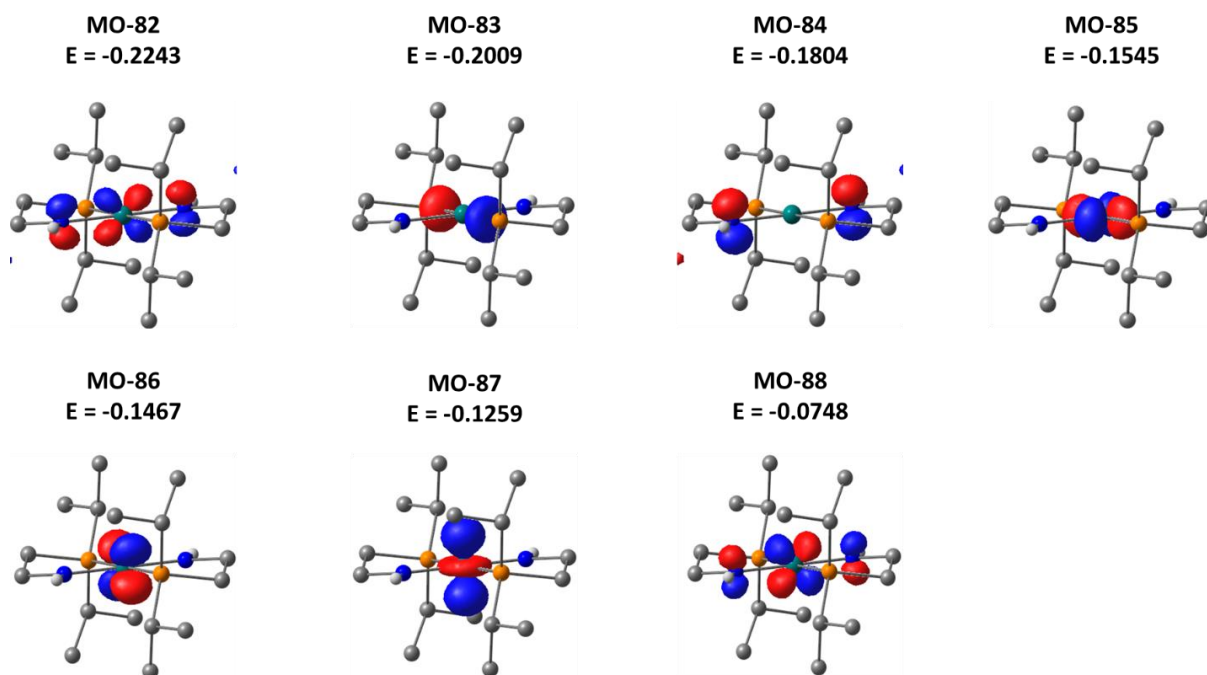 MO-82
E = -0.2243
MO-83
E = -0.2009
MO-84
E = -0.1804
MO-85
E = -0.1545
MO-86
E = -0.1467
MO-87
E = -0.1259
MO-88
E = -0.0748